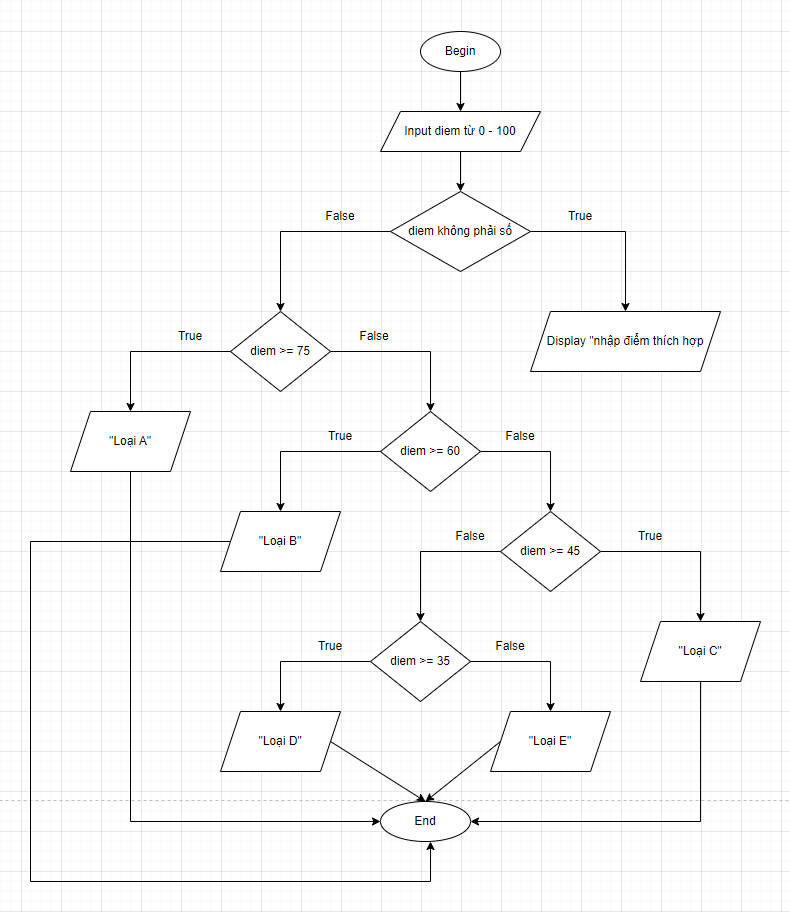 Begin
Input diem từ 0 - 100
False
True
diem không phải số
True
False
diem >= 75
Display "nhập điểm thích hợp
"Loại A"
True
False
diem >= 60
"Loại B"
False
True
diem >= 45
True
False
diem >= 35
"Loại C"
"Loại D"
"Loại E"
End